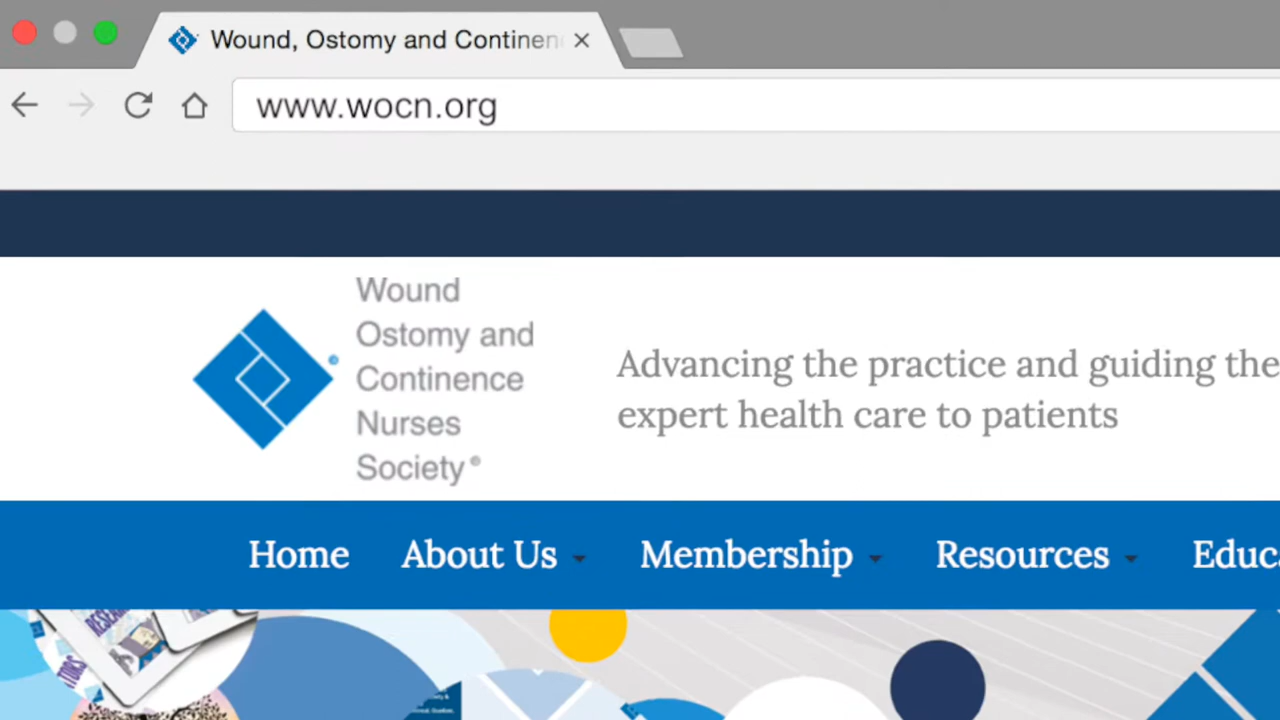 Wound, Ostomy and Continen
www.wocn.org
Wound
Ostomy and
Continence
Nurses
Society®
Advancing the practice and guiding the
expert health care to patients
Home About Us Membership Resources Educa